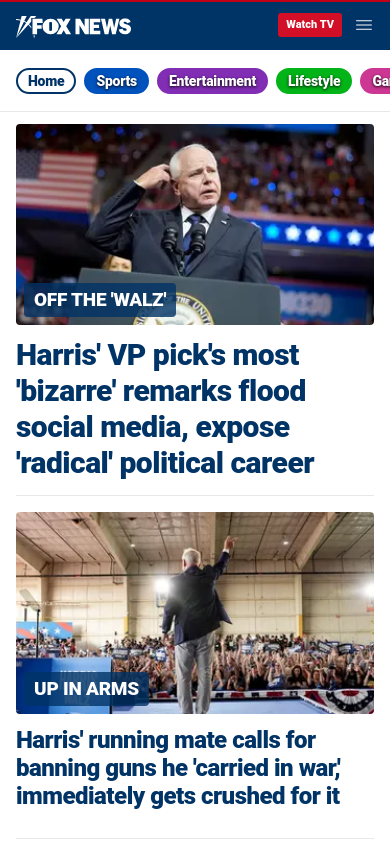 FOX NEWS
Watch TV
Home Sports Entertainment Lifestyle
OFF THE 'WALZ'
Harris' VP pick's most
'bizarre' remarks flood
social media, expose
'radical' political career
UP IN ARMS
Harris' running mate calls for
banning guns he 'carried in war,'
immediately gets crushed for it